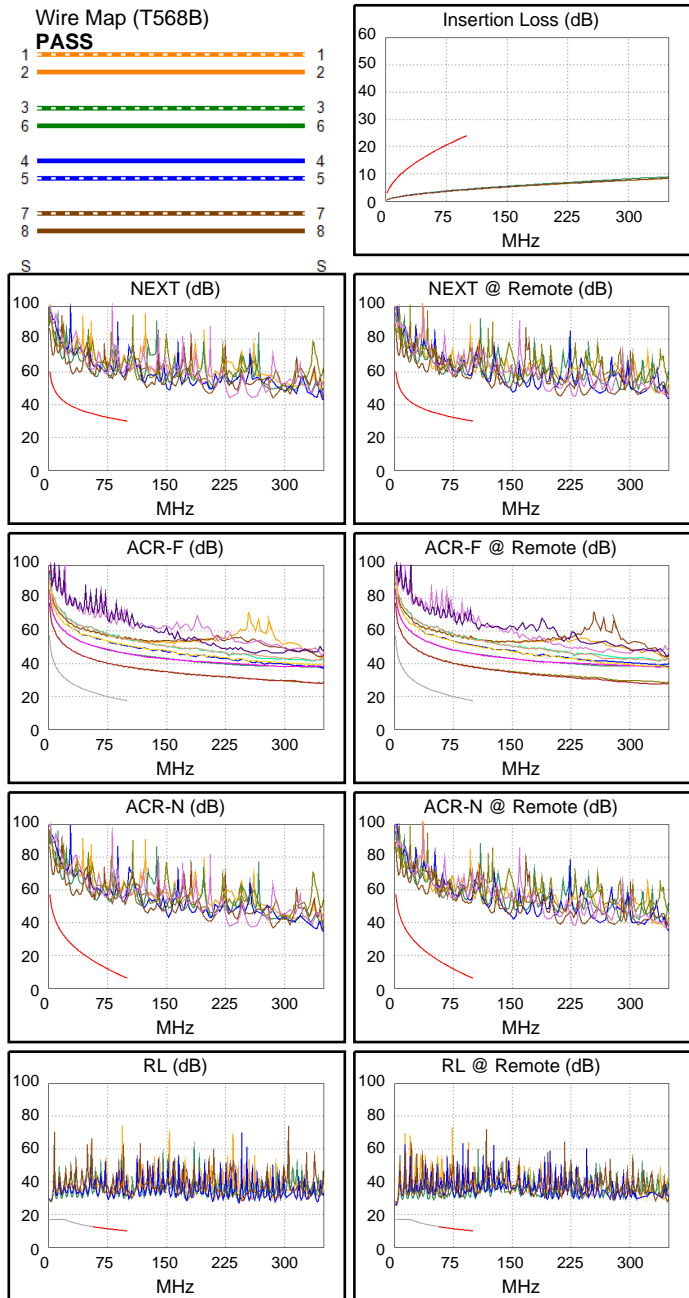 Wire Map (T568B)
PASS
1 1
2 2
3 3
6 6
4 4
5 5
7 7
8 8
S S
Insertion Loss (dB)
60
50
40
30
20
10
0
0 75 150 225 300
MHz
NEXT (dB)
100
80
60
40
20
0
0 75 150 225 300
MHz
NEXT @ Remote (dB)
100
80
60
40
20
0
0 75 150 225 300
MHz
ACR-F (dB)
100
80
60
40
20
0
0 75 150 225 300
MHz
ACR-F @ Remote (dB)
100
80
60
40
20
0
0 75 150 225 300
MHz
ACR-N (dB)
100
80
60
40
20
0
0 75 150 225 300
MHz
ACR-N @ Remote (dB)
100
80
60
40
20
0
0 75 150 225 300
MHz
RL (dB)
100
80
60
40
20
0
0 75 150 225 300
MHz
RL @ Remote (dB)
100
80
60
40
20
0
0 75 150 225 300
MHz